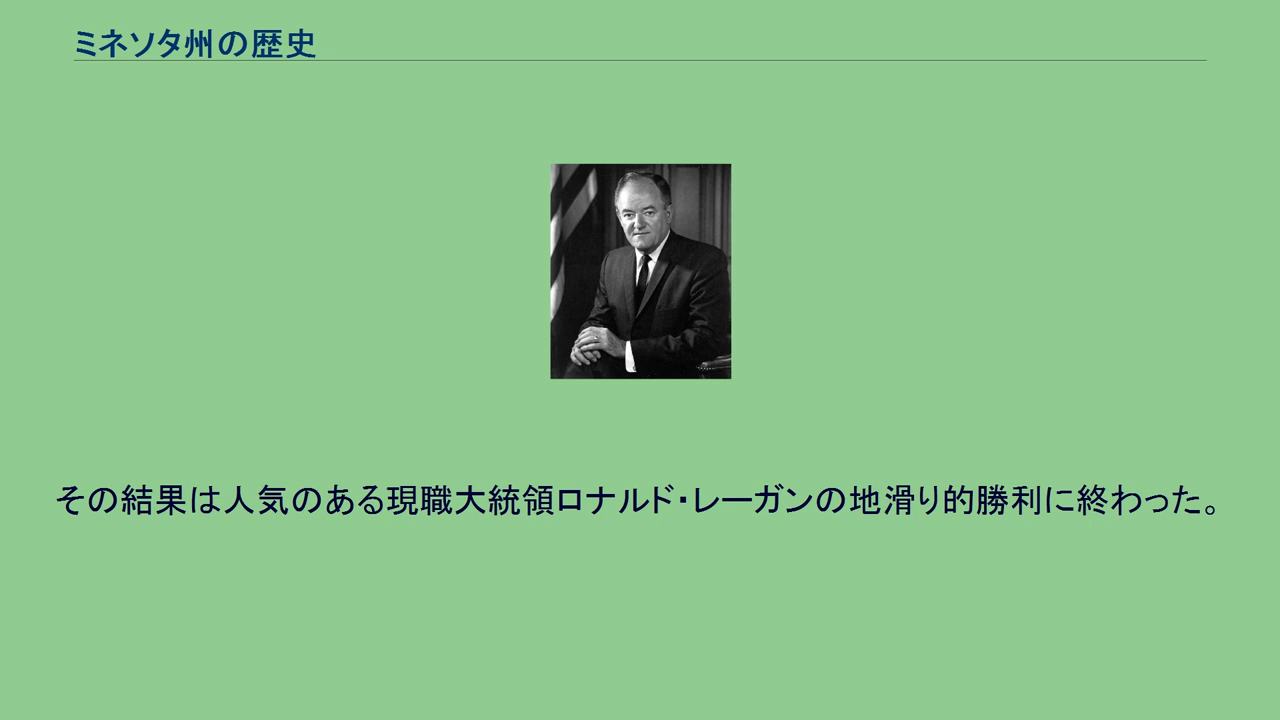 ミネソタ州の歴史
その結果は人気のある現職大統領ロナルド・レーガンの地滑り的勝利に終わった。